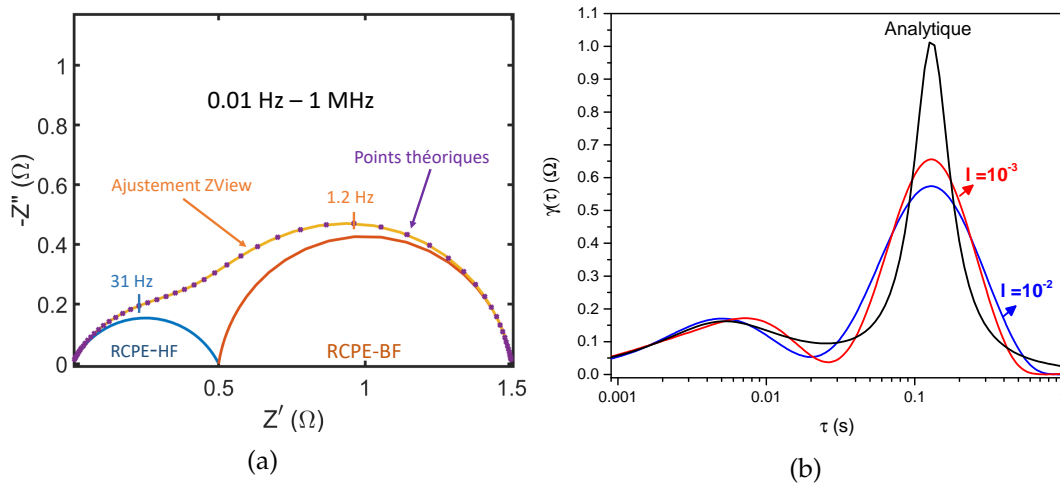 0.01 Hz – 1 MHz
Points théoriques
Ajustement ZView
1.2 Hz
31 Hz
RCPE-HF
RCPE-BF
-Z" (Ω)
1
0.8
0.6
0.4
0.2
0
0.5
1
1.5
Z' (Ω)
(a)
Analytique
l =10⁻³
l =10⁻²
γ(τ) (Ω)
1.1
1.0
0.9
0.8
0.7
0.6
0.5
0.4
0.3
0.2
0.1
0.0
0.001
0.01
0.1
τ (s)
(b)